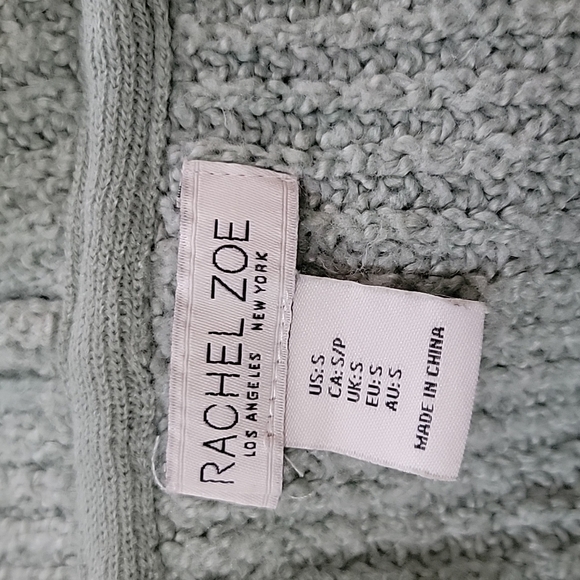 RACHEL ZOE
LOS ANGELES NEW YORK
US: S
CA: S/P
UK: S
EU: S
AU: S
MADE IN CHINA